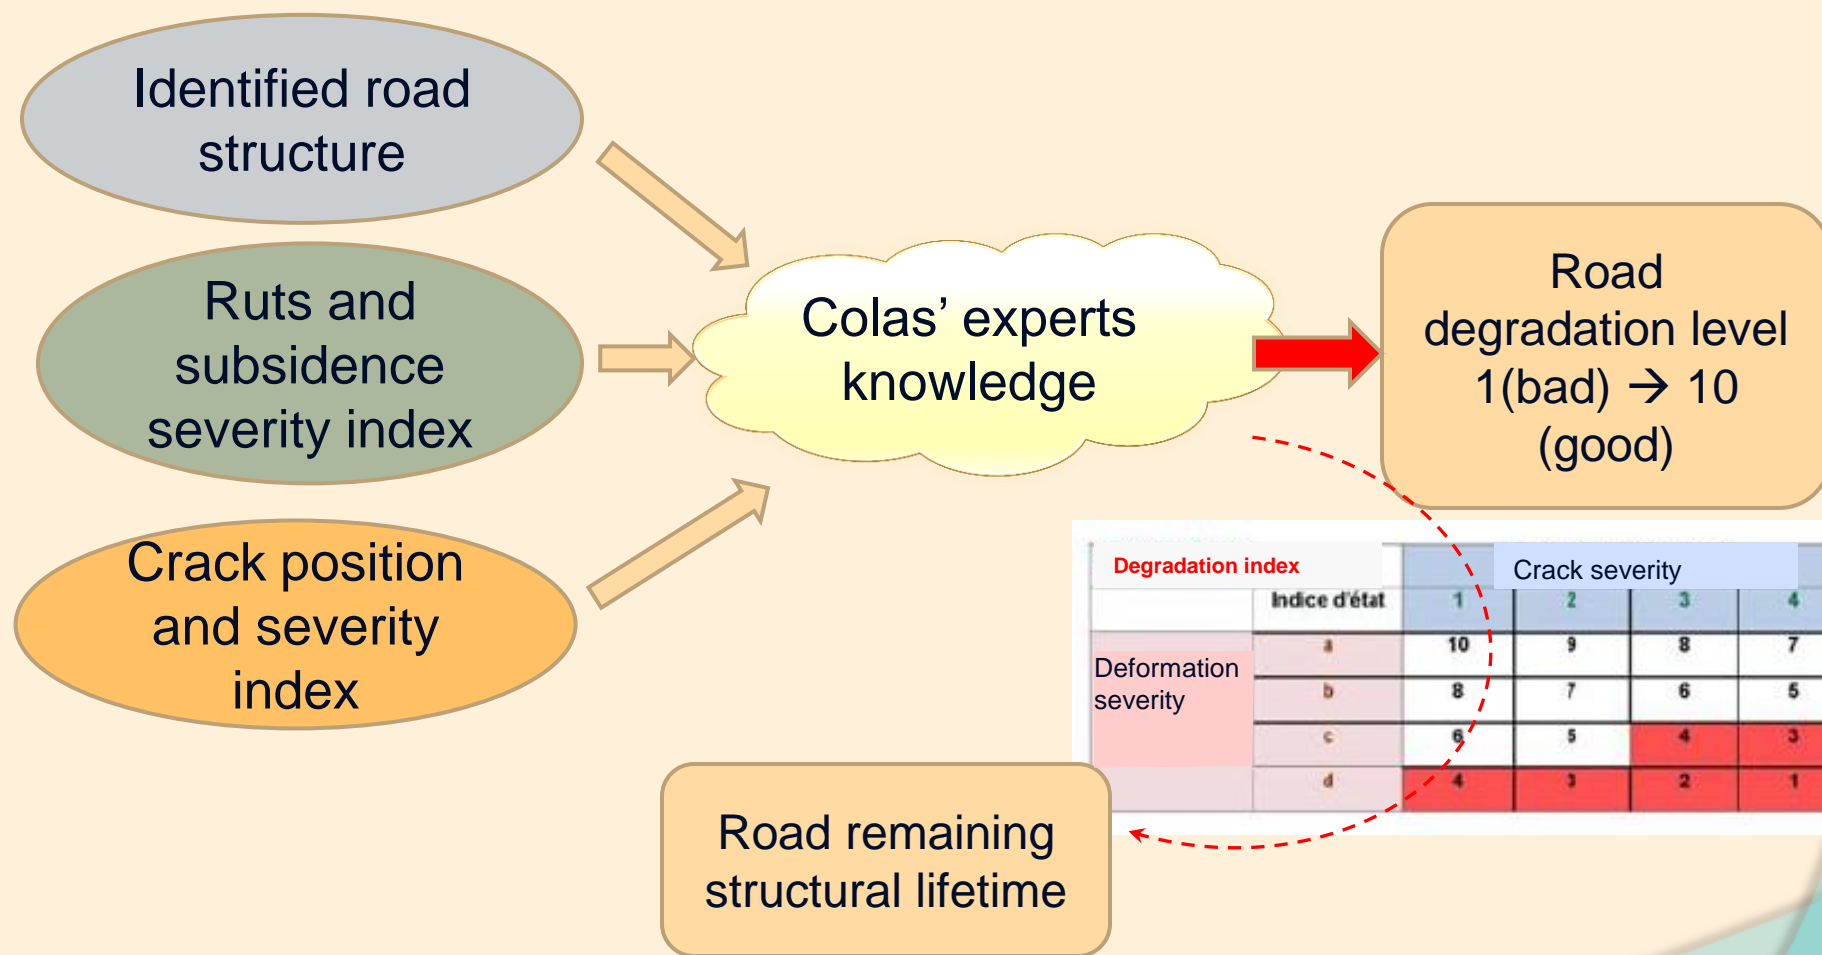 Identified road
structure
Ruts and
subsidence
severity index
Crack position
and severity
index
Colas’ experts
knowledge
Road
degradation level
1(bad) → 10
(good)
Degradation index
Crack severity
Indice d'état 1 2 3 4
Deformation
severity
a 10 9 8 7
b 8 7 6 5
c 6 5 4 3
d 4 3 2 1
Road remaining
structural lifetime